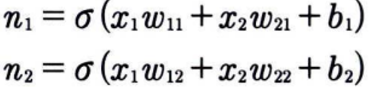 n₁ = σ(x₁w₁₁+x₂w₂₁+b₁)
n₂ = σ(x₁w₁₂+x₂w₂₂+b₂)